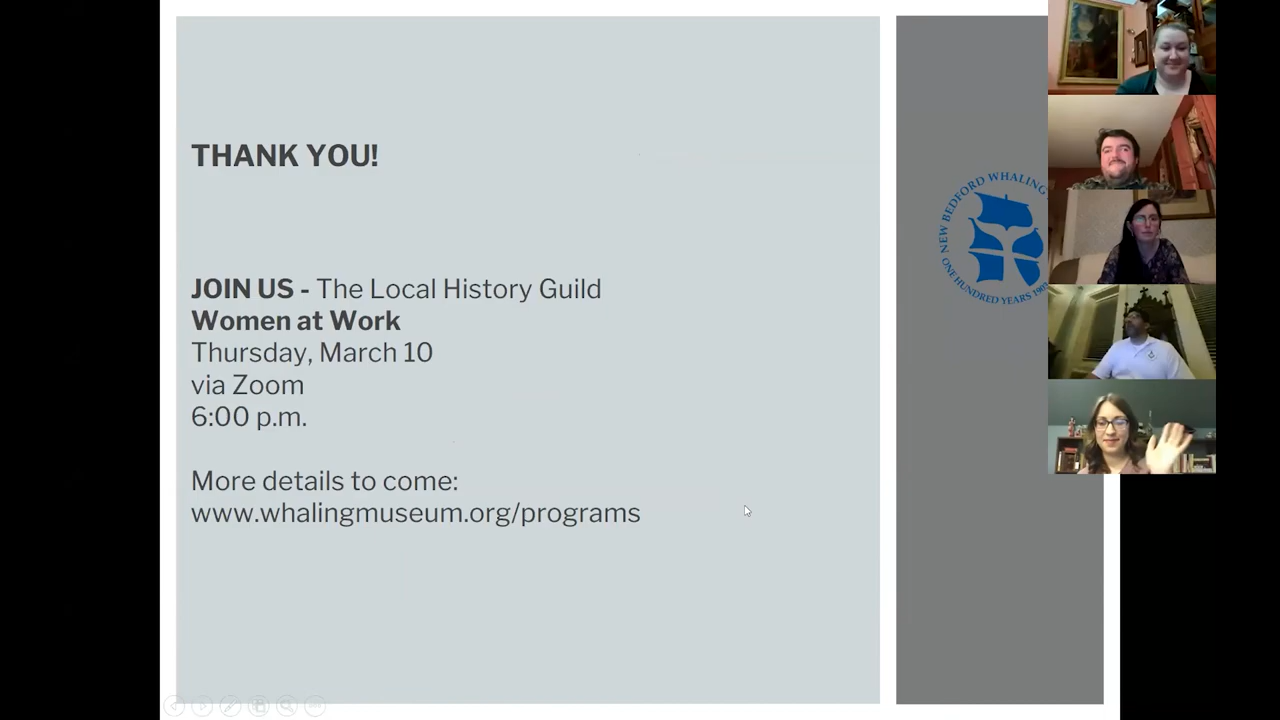 THANK YOU!
JOIN US - The Local History Guild
Women at Work
Thursday, March 10
via Zoom
6:00 p.m.
More details to come:
www.whalingmuseum.org/programs
NEW BEDFORD WHALING
ONE HUNDRED YEARS 1903